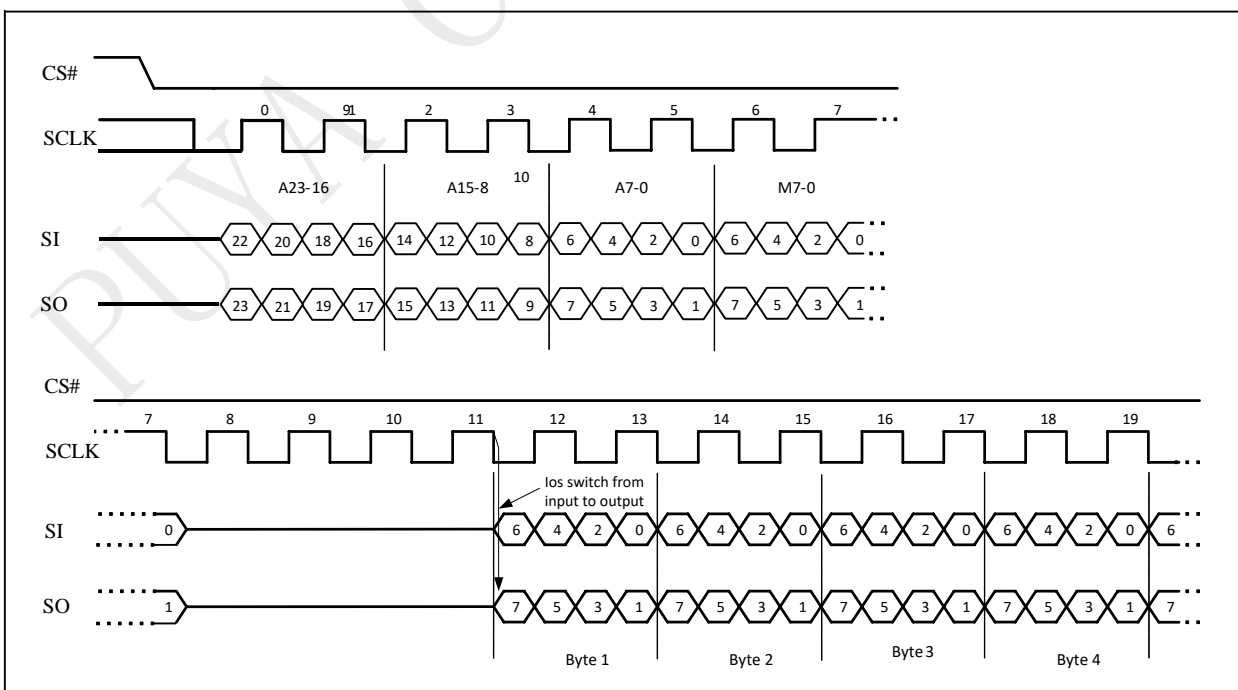 PUYA
CS#
0 91 2 3 4 5 6 7
SCLK
A23-16 A15-8 10 A7-0 M7-0
SI 22 20 18 16 14 12 10 8 6 4 2 0 6 4 2 0
SO 23 21 19 17 15 13 11 9 7 5 3 1 7 5 3 1
CS#
7 8 9 10 11 12 13 14 15 16 17 18 19
SCLK
Ios switch from
input to output
SI 0 6 4 2 0 6 4 2 0 6 4 2 0 6 4 2 0 6
SO 1 7 5 3 1 7 5 3 1 7 5 3 1 7 5 3 1 7
Byte 1 Byte 2 Byte 3 Byte 4